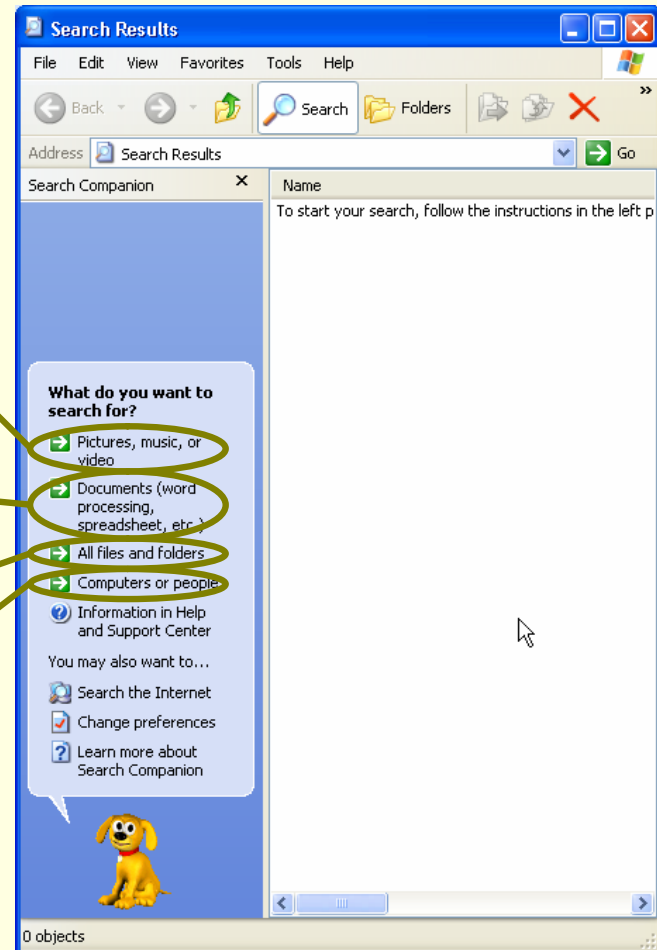 Search Results
File Edit View Favorites Tools Help
Back Search Folders »
Address Search Results Go
Search Companion x
Name
To start your search, follow the instructions in the left p
What do you want to
search for?
Pictures, music, or
video
Documents (word
processing,
spreadsheet, etc.)
All files and folders
Computers or people
Information in Help
and Support Center
You may also want to...
Search the Internet
Change preferences
Learn more about
Search Companion
0 objects